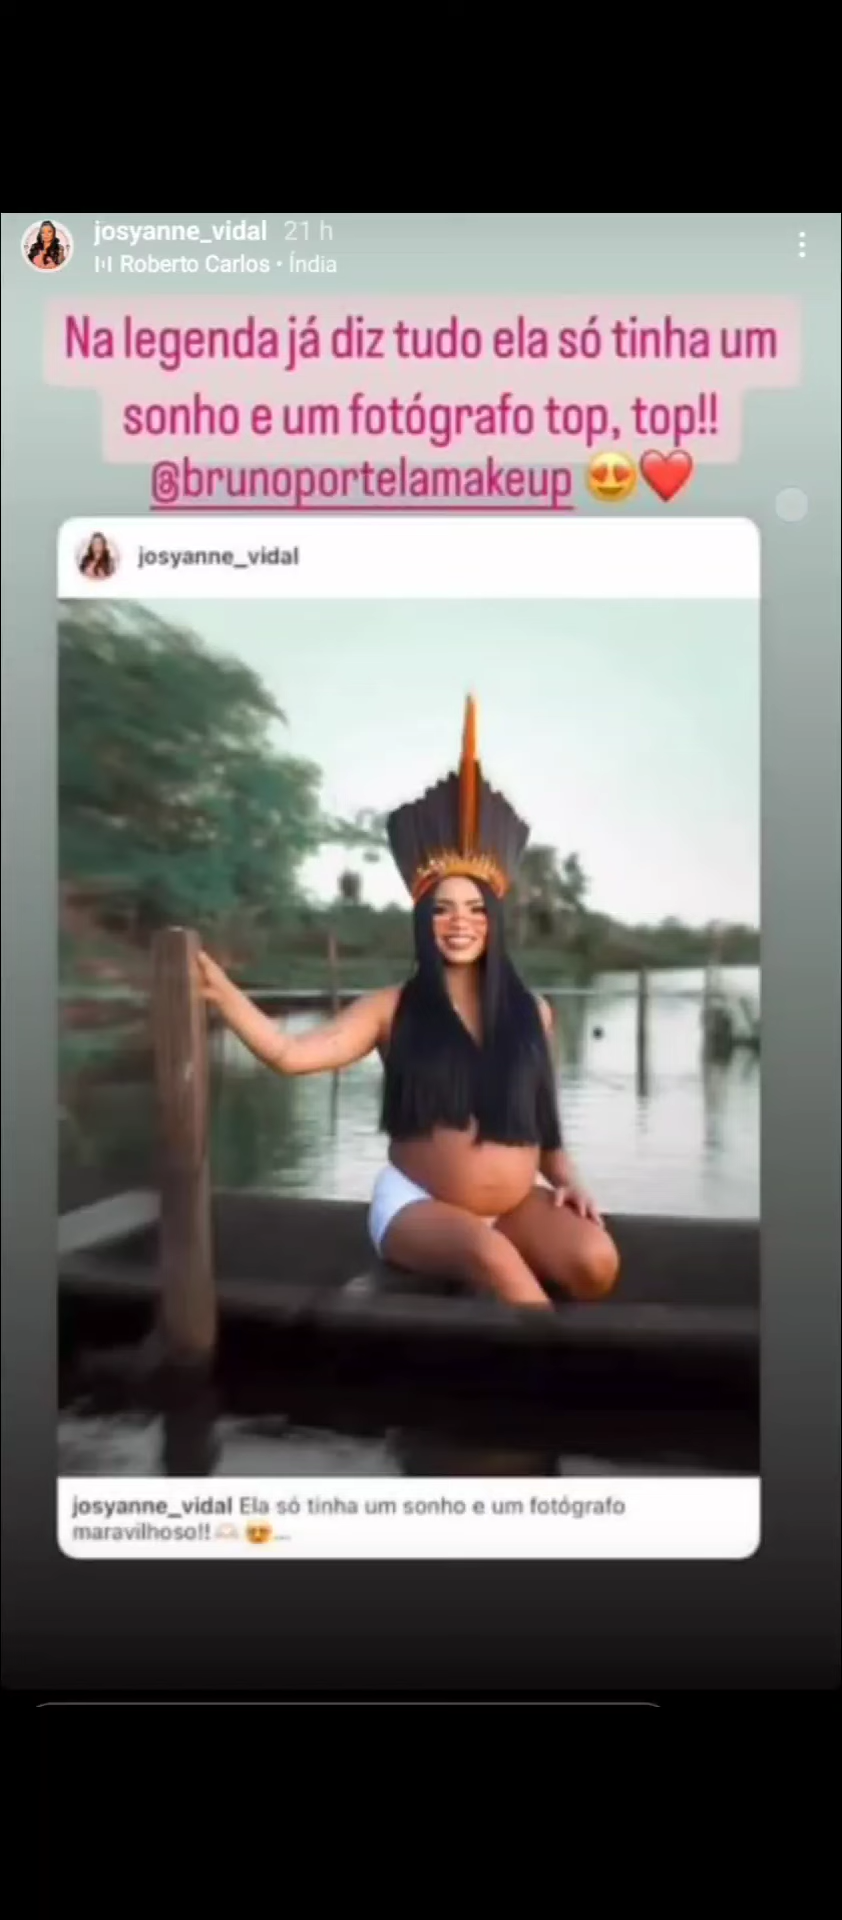 josyanne_vidal 21 h
Roberto Carlos • Índia
Na legenda já diz tudo ela só tinha um
sonho e um fotógrafo top, top!!
@brunoportelamakeup 😍❤️
josyanne_vidal
josyanne_vidal Ela só tinha um sonho e um fotógrafo
maravilhoso!!🫶🏻 😍...